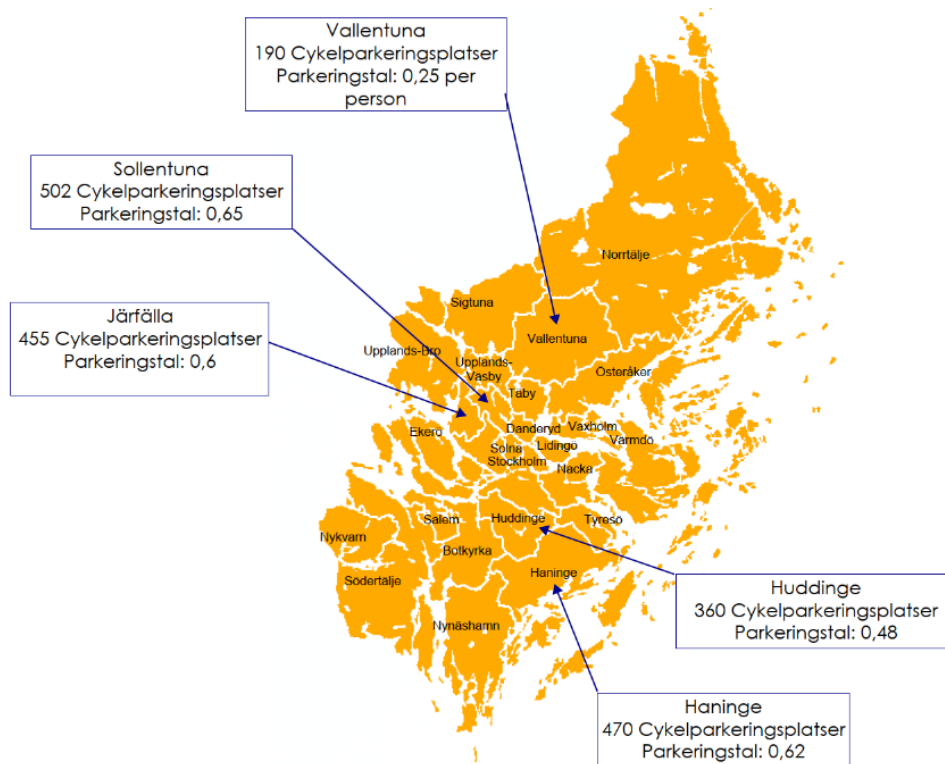 Vallentuna
190 Cykelparkeringsplatser
Parkeringstal: 0,25 per
person
Sollentuna
502 Cykelparkeringsplatser
Parkeringstal: 0,65
Järfälla
455 Cykelparkeringsplatser
Parkeringstal: 0,6
Norrtälje
Sigtuna
Vallentuna
Upplands-Bro
Upplands-
Väsby
Österåker
Täby
Ekerö
Danderyd
Vaxholm
Värmdö
Solna
Lidingö
Stockholm
Nacka
Salem
Huddinge
Tyresö
Nykvarn
Botkyrka
Haninge
Södertälje
Nynäshamn
Huddinge
360 Cykelparkeringsplatser
Parkeringstal: 0,48
Haninge
470 Cykelparkeringsplatser
Parkeringstal: 0,62